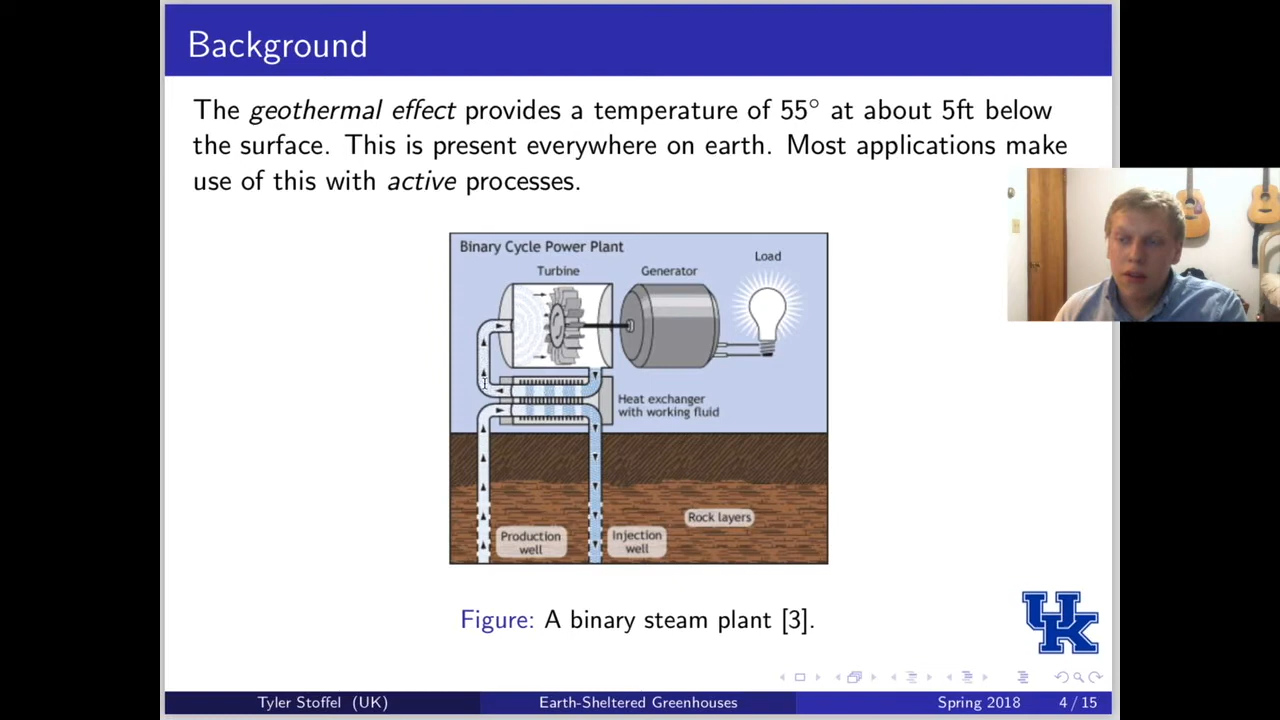 Background
The geothermal effect provides a temperature of 55° at about 5ft below
the surface. This is present everywhere on earth. Most applications make
use of this with active processes.
Binary Cycle Power Plant
Load
Turbine
Generator
Heat exchanger
with working fluid
Rock layers
Production
well
Injection
well
Figure: A binary steam plant [3].
UK
Tyler Stoffel (UK)
Earth-Sheltered Greenhouses
Spring 2018
4 / 15